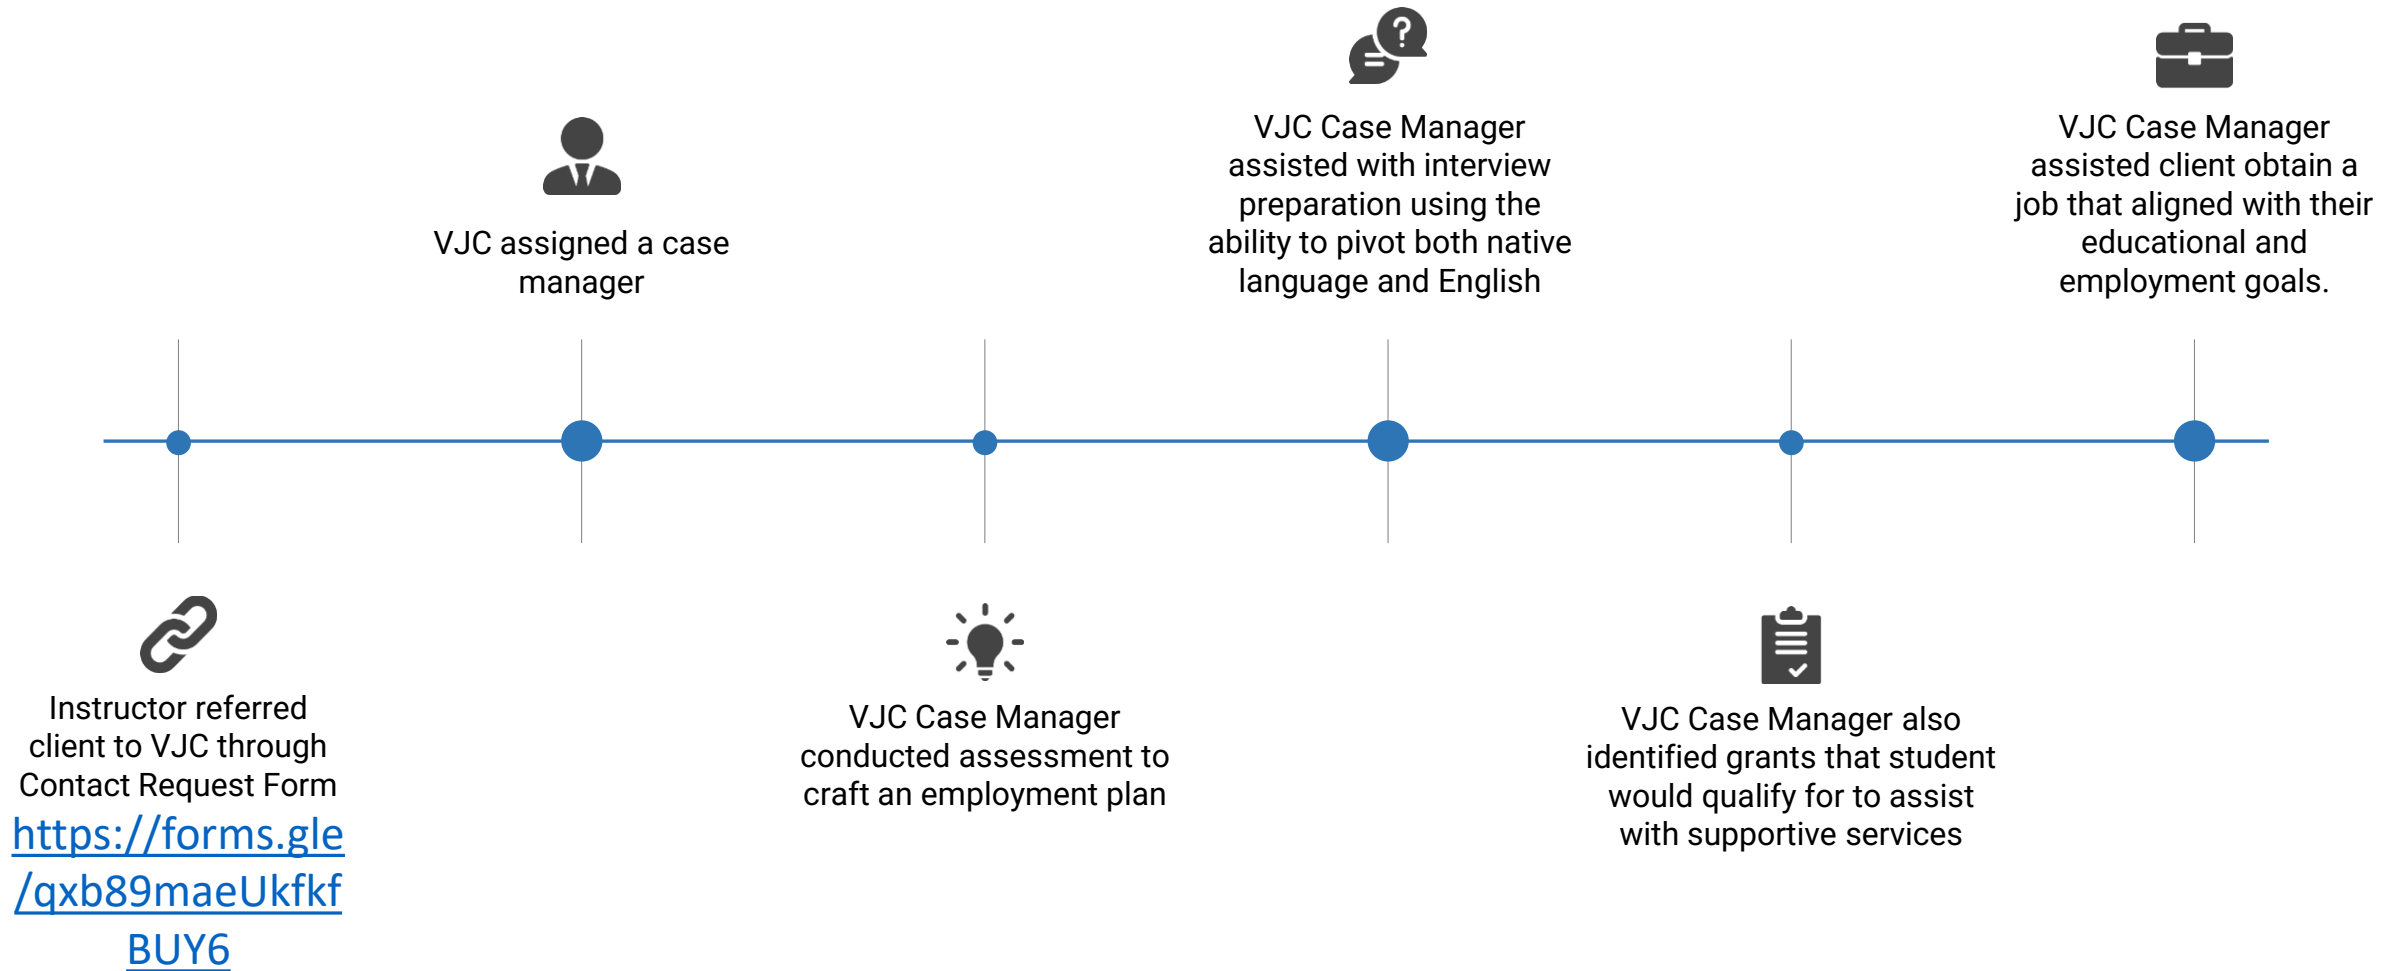 Instructor referred
client to VJC through
Contact Request Form
https://forms.gle
/qxb89maeUkfkf
BUY6
VJC assigned a case
manager
VJC Case Manager
conducted assessment to
craft an employment plan
VJC Case Manager
assisted with interview
preparation using the
ability to pivot both native
language and English
VJC Case Manager also
identified grants that student
would qualify for to assist
with supportive services
VJC Case Manager
assisted client obtain a
job that aligned with their
educational and
employment goals.